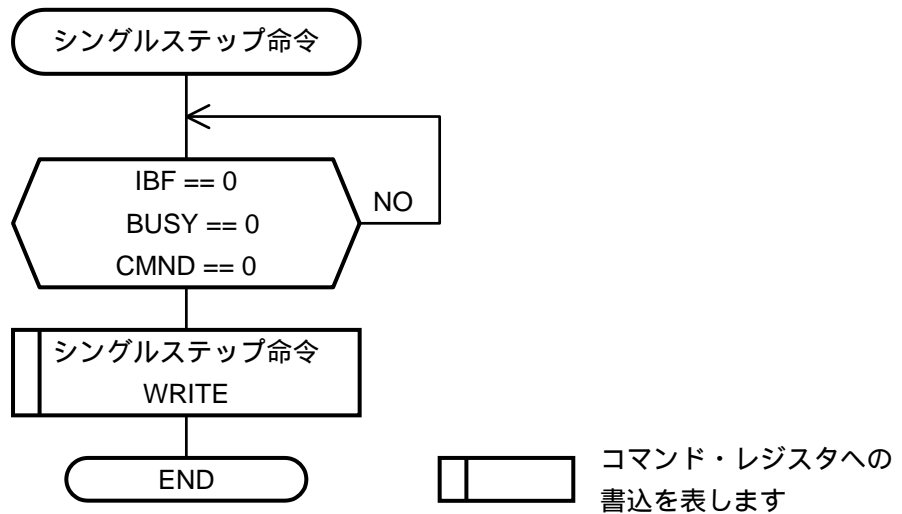 シングルステップ命令
IBF == 0
BUSY == 0
CMND == 0
NO
シングルステップ命令
WRITE
END
コマンド・レジスタへの
書込を表します